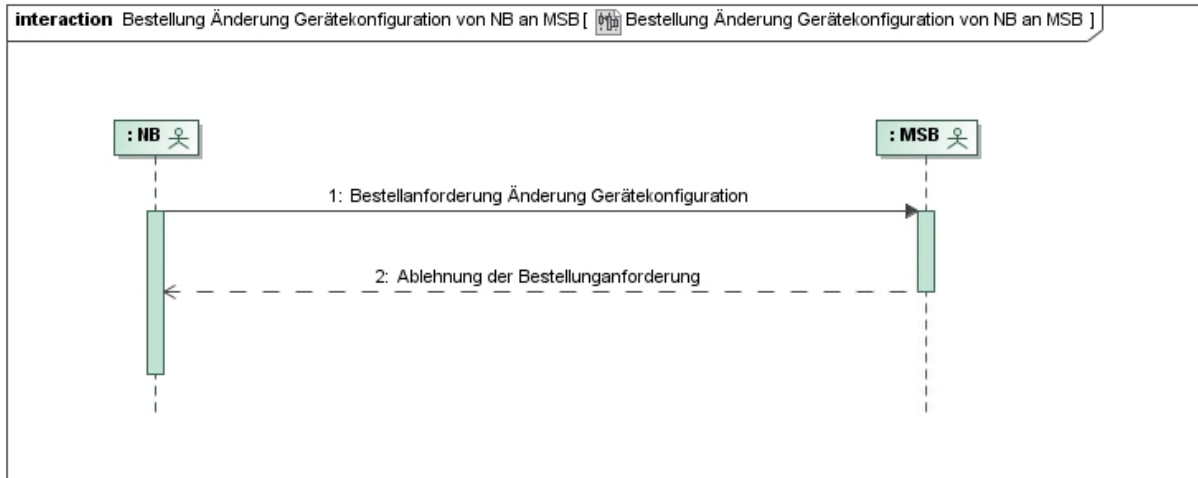 interaction Bestellung Änderung Gerätekonfiguration von NB an MSB [ Bestellung Änderung Gerätekonfiguration von NB an MSB ]
: NB
: MSB
1: Bestellanforderung Änderung Gerätekonfiguration
2: Ablehnung der Bestellunganforderung